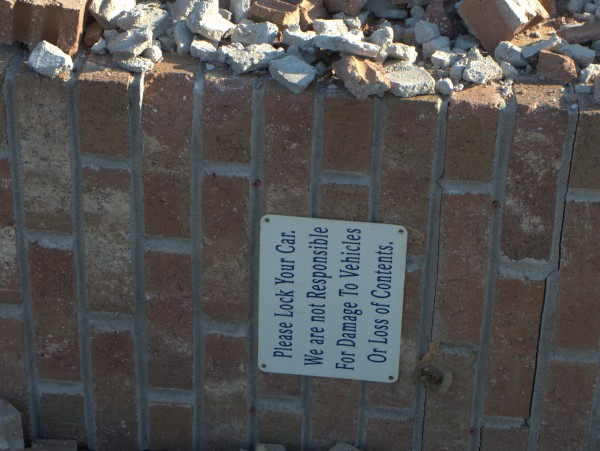 Please Lock Your Car.
We are not Responsible
For Damage To Vehicles
Or Loss of Contents.